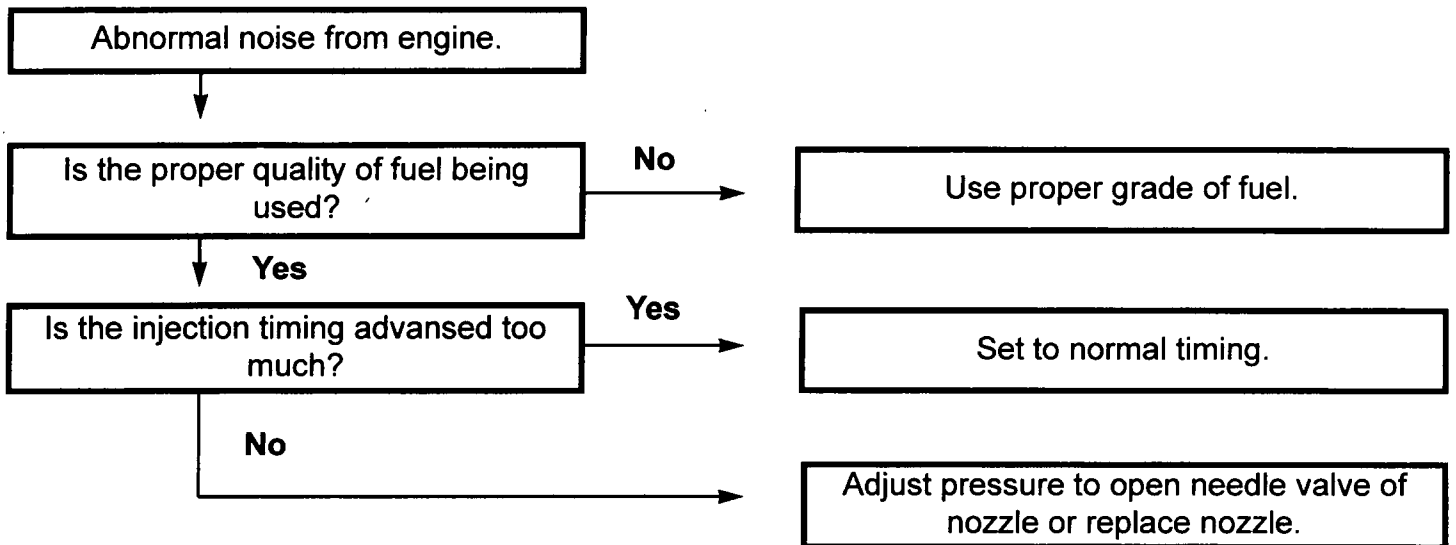 Abnormal noise from engine.
Is the proper quality of fuel being
used?
No
Use proper grade of fuel.
Yes
Is the injection timing advansed too
much?
Yes
Set to normal timing.
No
Adjust pressure to open needle valve of
nozzle or replace nozzle.